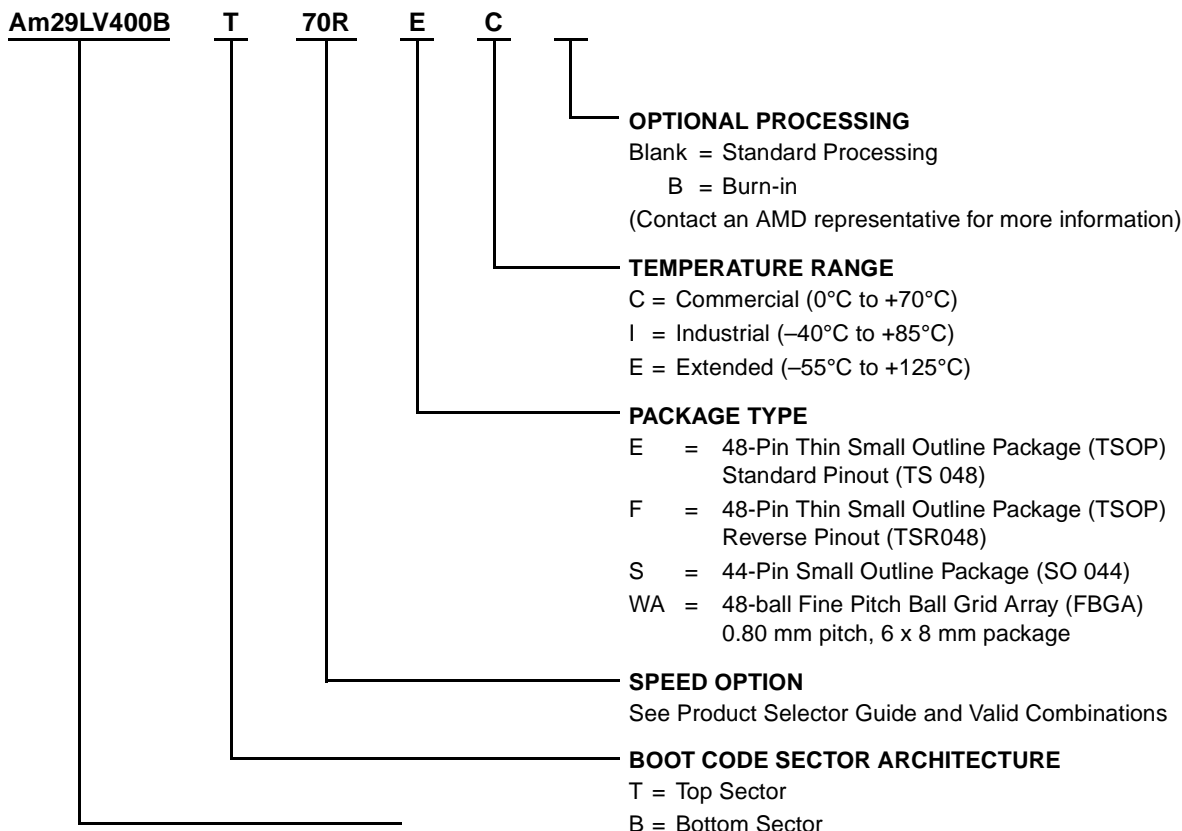 Am29LV400B T 70R E C
OPTIONAL PROCESSING
Blank = Standard Processing
B = Burn-in
(Contact an AMD representative for more information)
TEMPERATURE RANGE
C = Commercial (0°C to +70°C)
I = Industrial (–40°C to +85°C)
E = Extended (–55°C to +125°C)
PACKAGE TYPE
E = 48-Pin Thin Small Outline Package (TSOP)
Standard Pinout (TS 048)
F = 48-Pin Thin Small Outline Package (TSOP)
Reverse Pinout (TSR048)
S = 44-Pin Small Outline Package (SO 044)
WA = 48-ball Fine Pitch Ball Grid Array (FBGA)
0.80 mm pitch, 6 x 8 mm package
SPEED OPTION
See Product Selector Guide and Valid Combinations
BOOT CODE SECTOR ARCHITECTURE
T = Top Sector
B = Bottom Sector